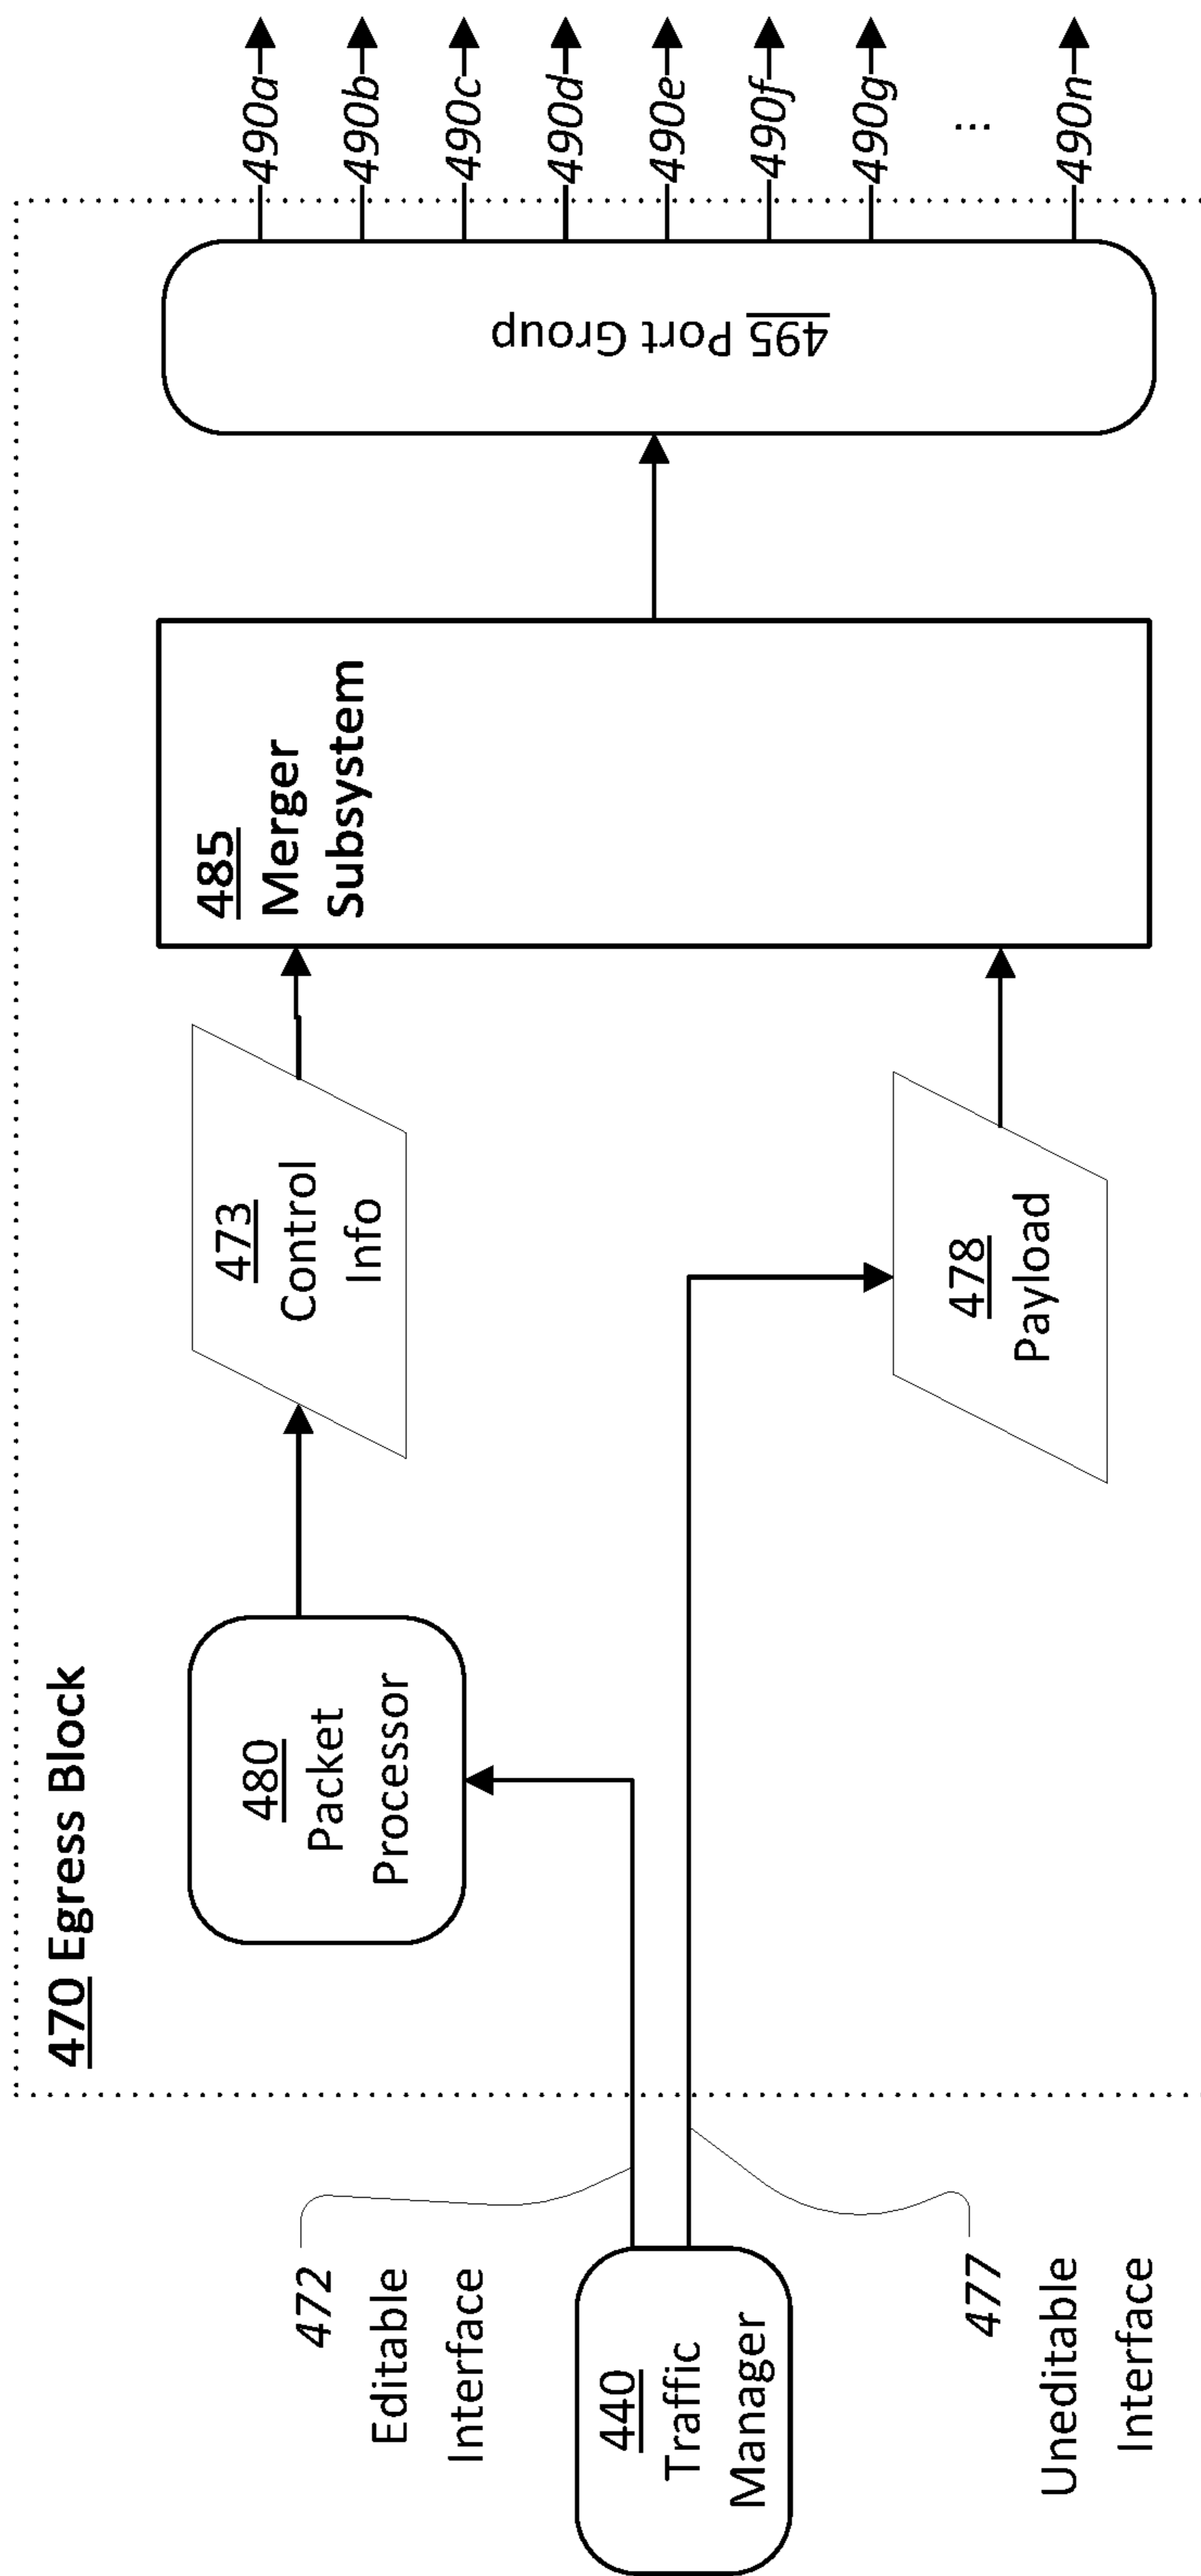 470 Egress Block
472
Editable
Interface
440
Traffic
Manager
477
Uneditable
Interface
480
Packet
Processor
473
Control
Info
478
Payload
485
Merger
Subsystem
495 Port Group
490a
490b
490c
490d
490e
490f
490g
...
490n